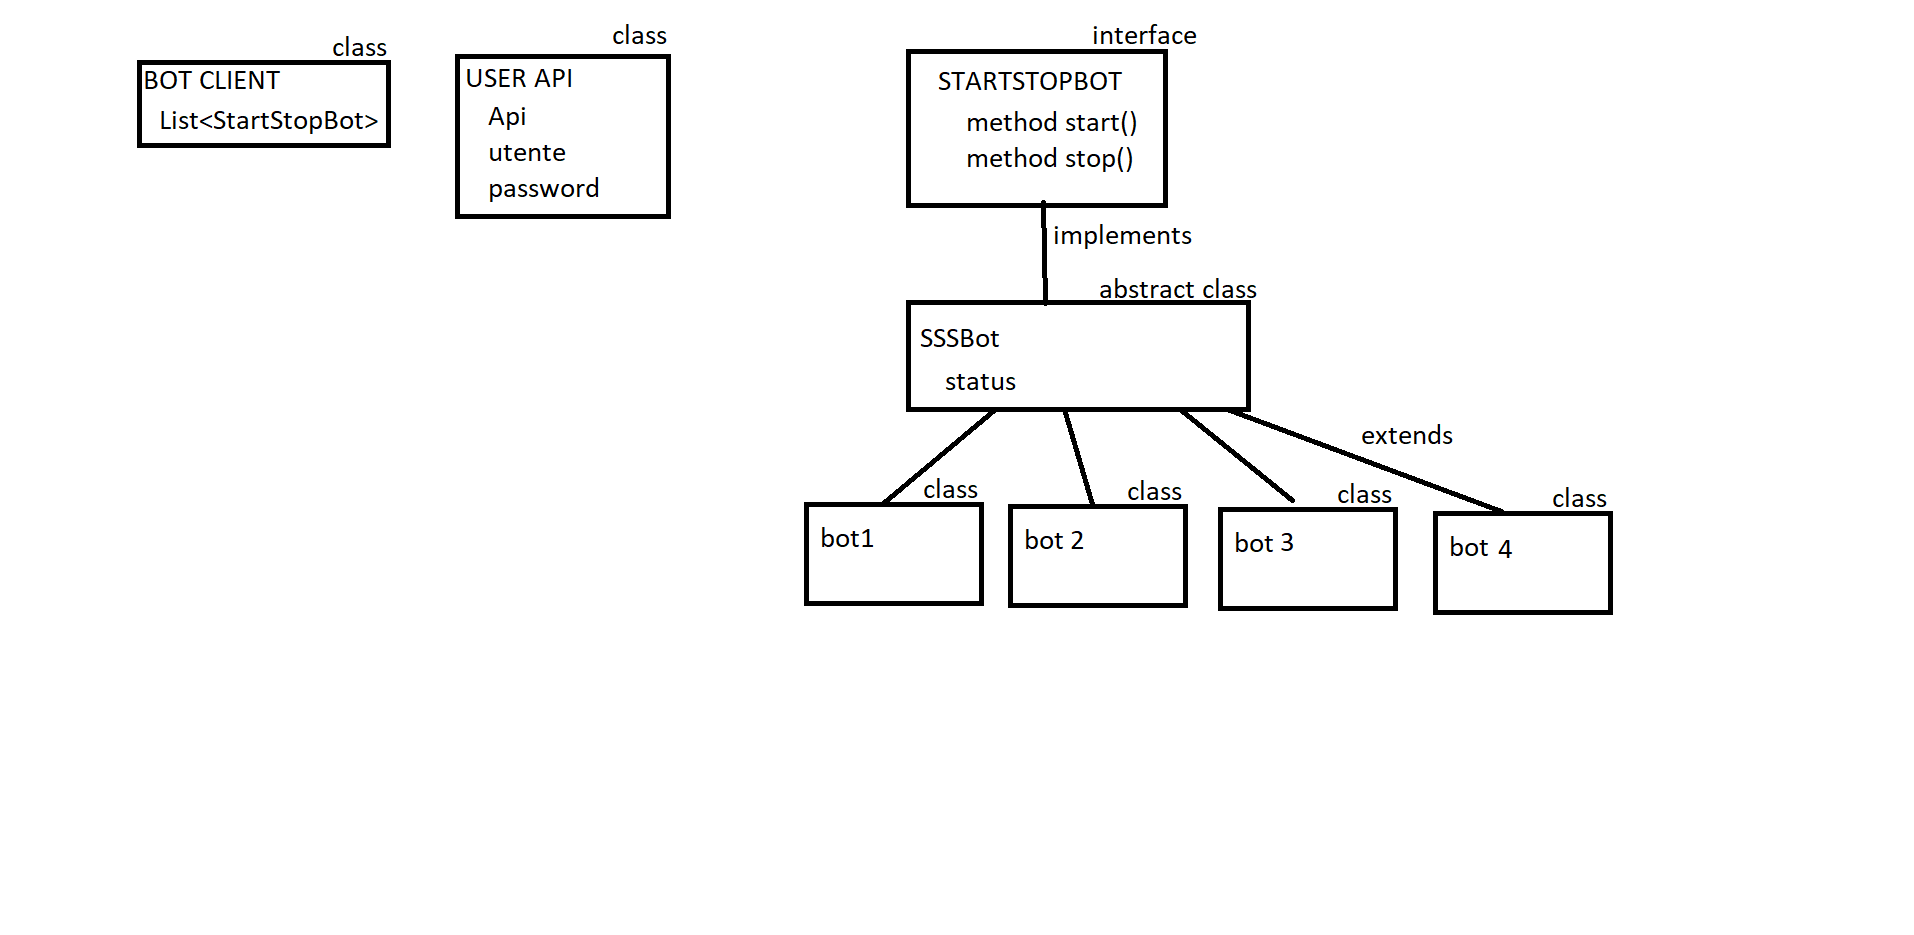 class
BOT CLIENT
List<StartStopBot>
class
USER API
Api
utente
password
interface
STARTSTOPBOT
method start()
method stop()
implements
abstract class
SSSBot
status
extends
class
bot1
class
bot 2
class
bot 3
class
bot 4